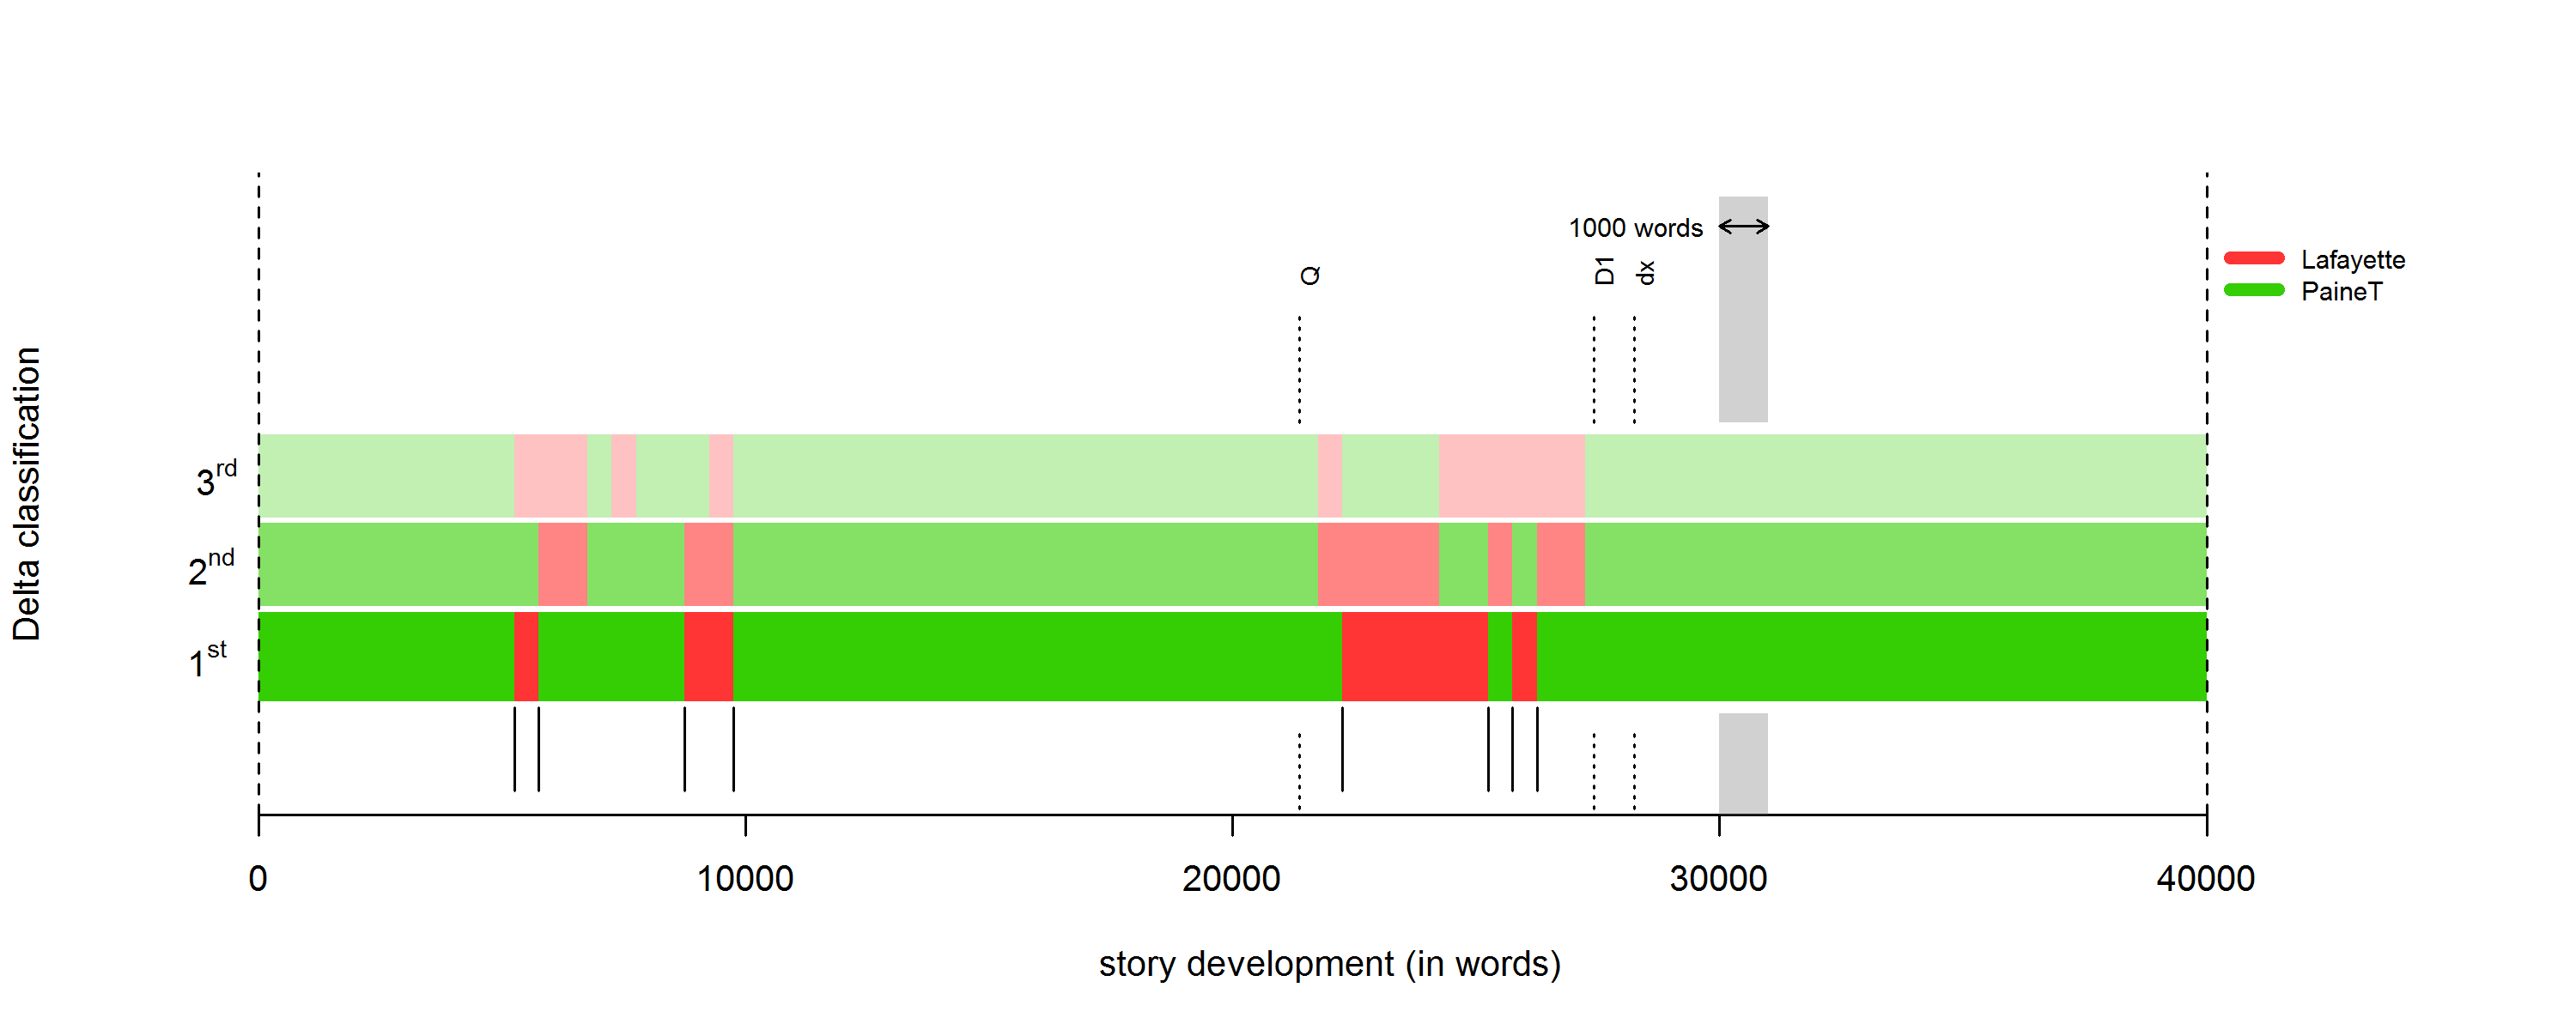 1000 words
Q
D1
dx
Lafayette
PaineT
Delta classification
3rd
2nd
1st
0
10000
20000
30000
40000
story development (in words)